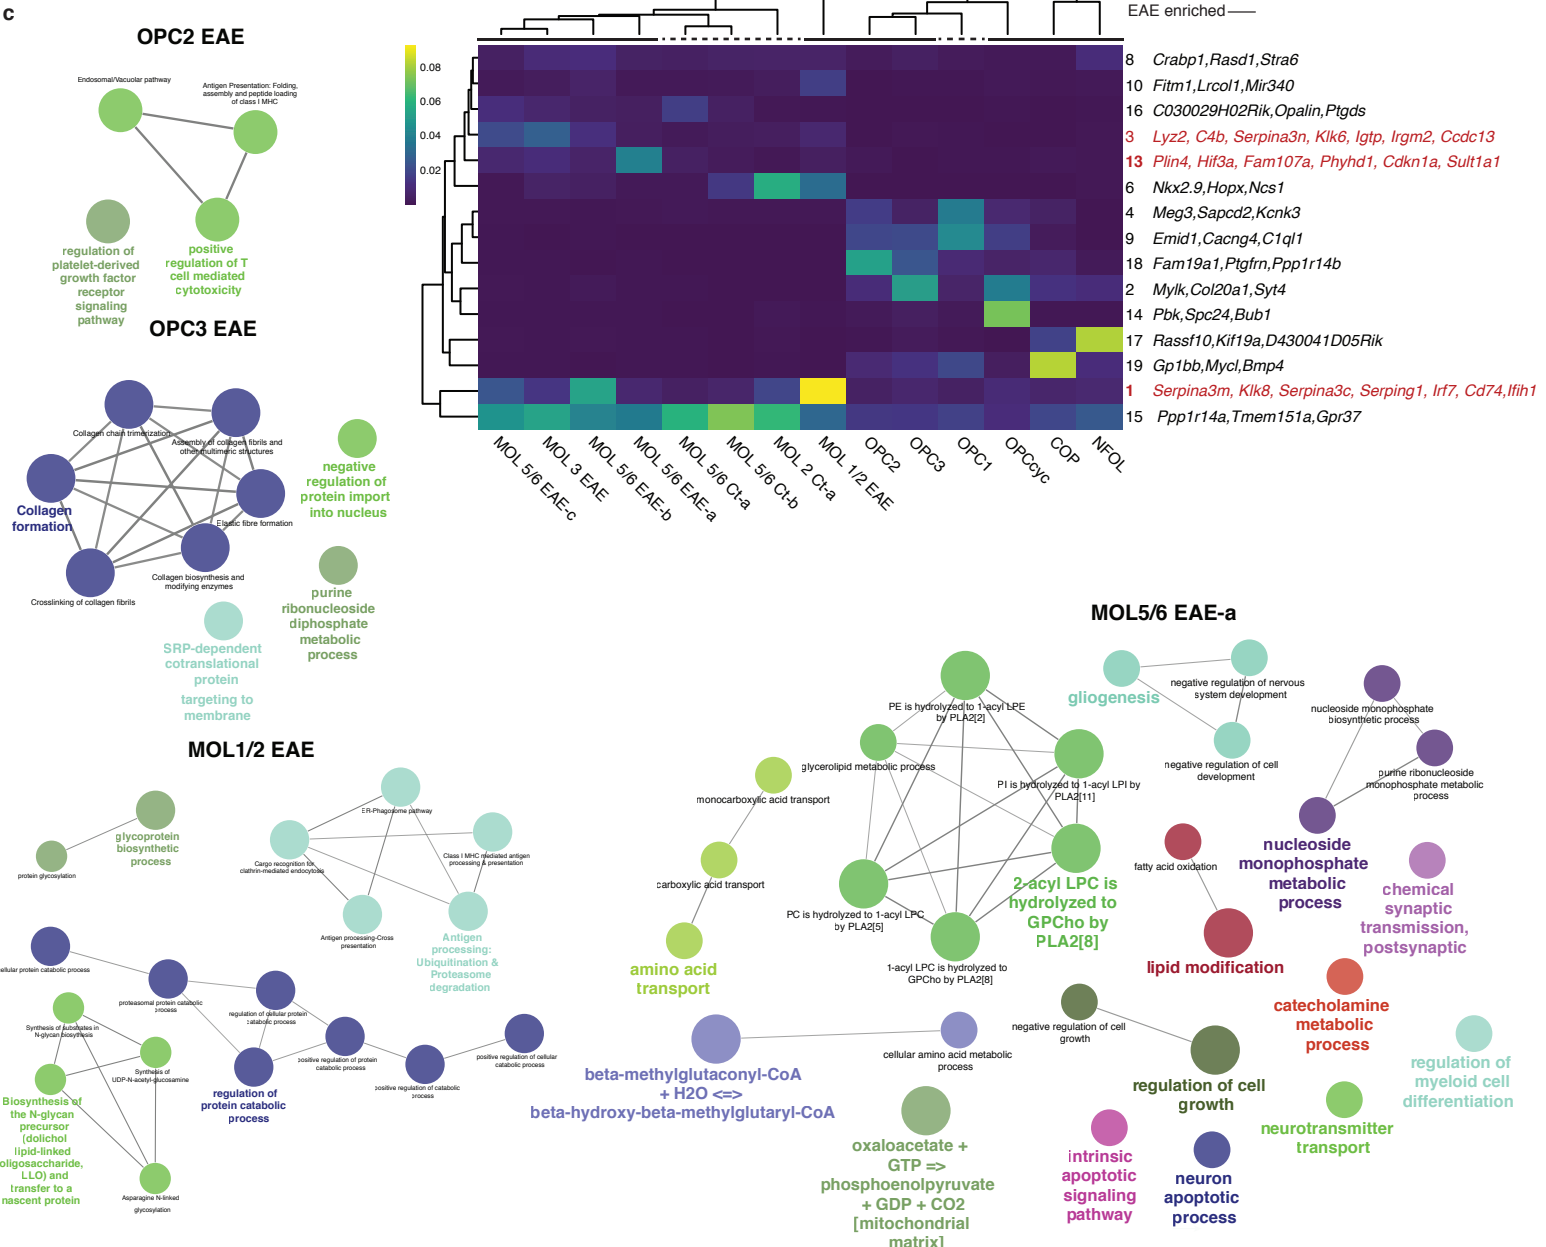 c
EAE enriched
OPC2 EAE
Endosomal/Vacuolar pathway
Antigen Presentation: Folding,
assembly and peptide loading
of class I MHC
regulation of
platelet-derived
growth factor
receptor
signaling
pathway
positive
regulation of T
cell mediated
cytotoxicity
0.08
0.06
0.04
0.02
8 Crabp1,Rasd1,Stra6
10 Fitm1,Lrcol1,Mir340
16 C030029H02Rik,Opalin,Ptgds
3 Lyz2, C4b, Serpina3n, Klk6, Igtp, Irgm2, Ccdc13
13 Plin4, Hif3a, Fam107a, Phyhd1, Cdkn1a, Sult1a1
6 Nkx2.9,Hopx,Ncs1
4 Meg3,Sapcd2,Kcnk3
9 Emid1,Cacng4,C1ql1
18 Fam19a1,Ptgfrn,Ppp1r14b
2 Mylk,Col20a1,Syt4
14 Pbk,Spc24,Bub1
17 Rassf10,Kif19a,D430041D05Rik
19 Gp1bb,Mycl,Bmp4
1 Serpina3m, Klk8, Serpina3c, Serping1, Irf7, Cd74,Ifih1
15 Ppp1r14a,Tmem151a,Gpr37
MOL 5/6 EAE-c
MOL 3 EAE
MOL 5/6 EAE-b
MOL 5/6 EAE-a
MOL 5/6 Ct-a
MOL 5/6 Ct-b
MOL 2 Ct-a
MOL 1/2 EAE
OPC2
OPC3
OPC1
OPCcyc
COP
NFOL
OPC3 EAE
Collagen chain trimerization
Assembly of collagen fibrils and
other multimeric structures
Collagen
formation
Elastic fibre formation
Collagen biosynthesis and
modifying enzymes
Crosslinking of collagen fibrils
negative
regulation of
protein import
into nucleus
purine
ribonucleoside
diphosphate
metabolic
process
SRP-dependent
cotranslational
protein
targeting to
membrane
MOL1/2 EAE
glycoprotein
biosynthetic
process
protein glycosylation
ER-Phagosome pathway
Cargo recognition for
clathrin-mediated endocytosis
Class I MHC mediated antigen
processing & presentation
Antigen processing-Cross
presentation
Antigen
processing:
Ubiquitination &
Proteasome
degradation
ellular protein catabolic process
proteasomal protein catabolic
process
regulation of cellular protein
catabolic process
positive regulation of protein
catabolic process
positive regulation of catabolic
process
positive regulation of cellular
catabolic process
regulation of
protein catabolic
process
Synthesis of substrates in
N-glycan biosythesis
Synthesis of
UDP-N-acetyl-glucosamine
Biosynthesis of
the N-glycan
precursor
(dolichol
lipid-linked
oligosaccharide,
LLO) and
transfer to a
nascent protein
Asparagine N-linked
glycosylation
MOL5/6 EAE-a
PE is hydrolyzed to 1-acyl LPE
by PLA2[2]
glycerolipid metabolic process
PI is hydrolyzed to 1-acyl LPI by
PLA2[11]
PC is hydrolyzed to 1-acyl LPC
by PLA2[5]
2-acyl LPC is
hydrolyzed to
GPCho by
PLA2[8]
1-acyl LPC is hydrolyzed to
GPCho by PLA2[8]
monocarboxylic acid transport
carboxylic acid transport
amino acid
transport
gliogenesis
negative regulation of nervous
system development
negative regulation of cell
development
nucleoside monophosphate
biosynthetic process
purine ribonucleoside
monophosphate metabolic
process
nucleoside
monophosphate
metabolic
process
fatty acid oxidation
lipid modification
chemical
synaptic
transmission,
postsynaptic
catecholamine
metabolic
process
beta-methylglutaconyl-CoA
+ H2O <=>
beta-hydroxy-beta-methylglutaryl-CoA
cellular amino acid metabolic
process
negative regulation of cell
growth
regulation of cell
growth
regulation of
myeloid cell
differentiation
neurotransmitter
transport
oxaloacetate +
GTP =>
phosphoenolpyruvate
+ GDP + CO2
[mitochondrial
matrix]
intrinsic
apoptotic
signaling
pathway
neuron
apoptotic
process